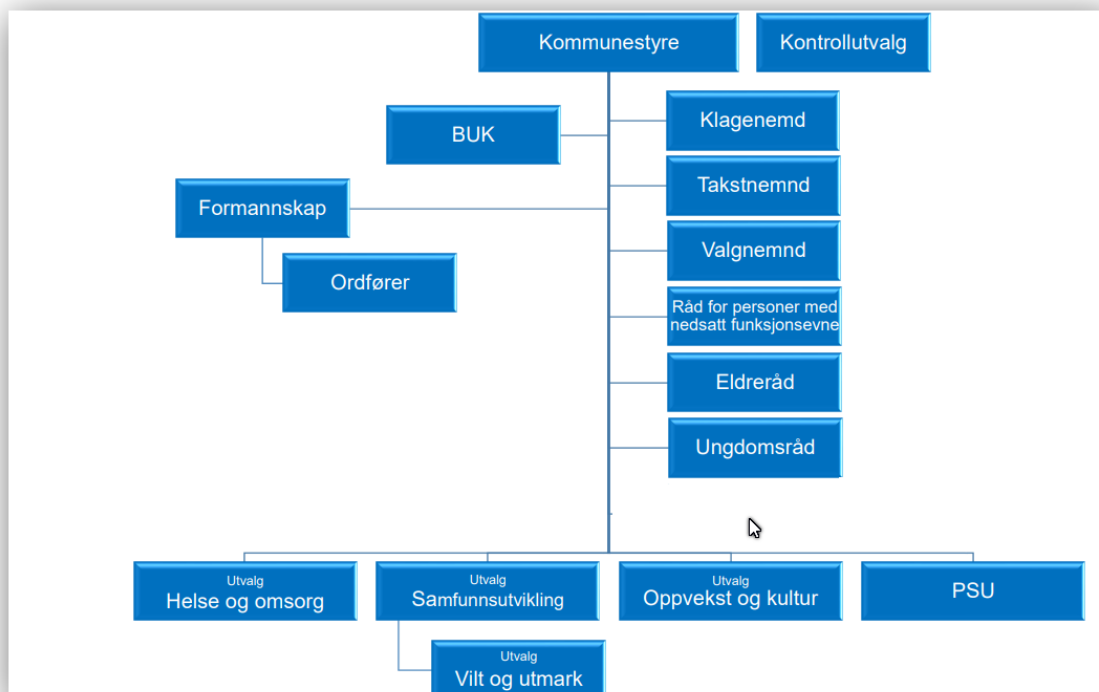 Kommunestyre
Kontrollutvalg
BUK
Klagenemd
Takstnemnd
Formannskap
Valgnemnd
Ordfører
Råd for personer med
nedsatt funksjonsevne
Eldreråd
Ungdomsråd
Utvalg
Helse og omsorg
Utvalg
Samfunnsutvikling
Utvalg
Oppvekst og kultur
PSU
Utvalg
Vilt og utmark